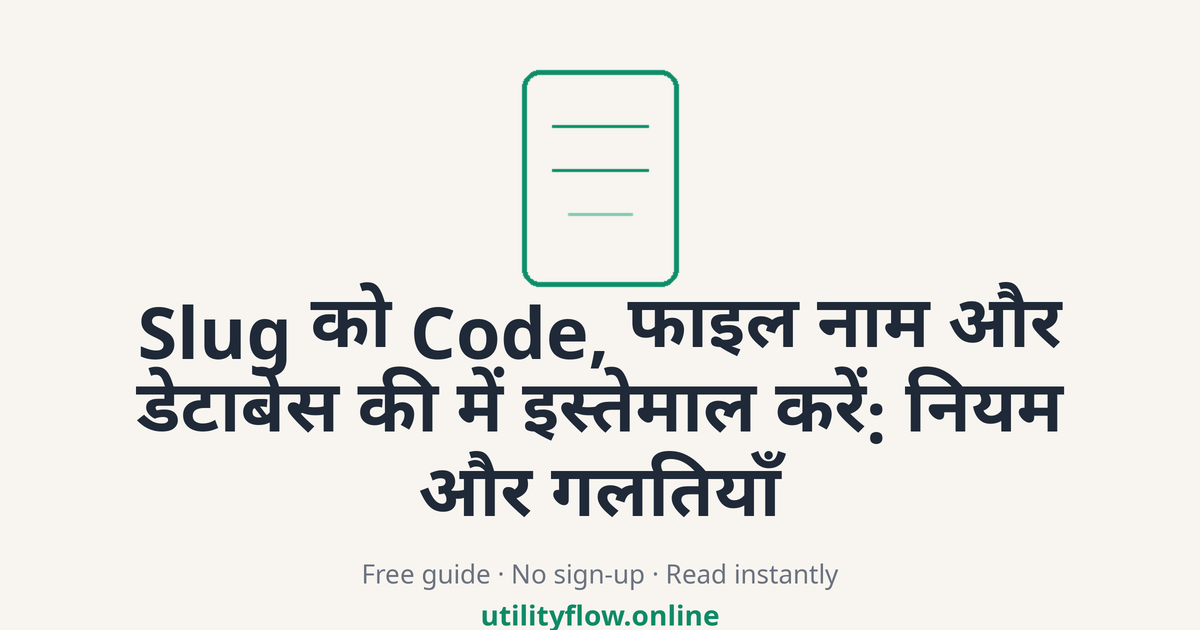 Slug को Code, फाइल नाम और
डेटाबेस की में इस्तेमाल करें: नियम
और गलतियाँ
Free guide · No sign-up · Read instantly
utilityflow.online